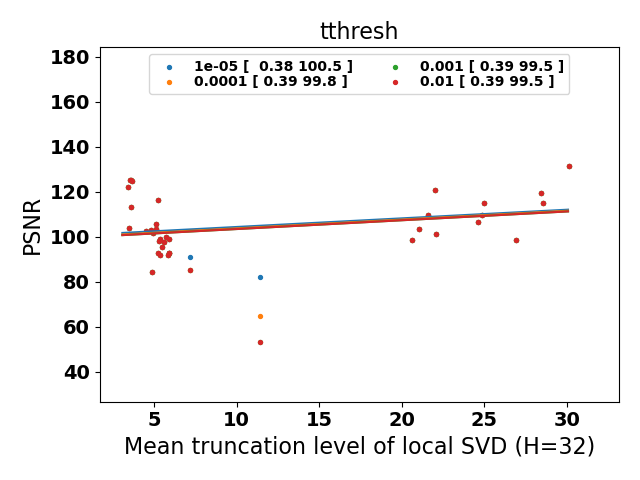 tthresh
1e-05 [  0.38 100.5 ]
0.0001 [ 0.39 99.8 ]
0.001 [ 0.39 99.5 ]
0.01 [ 0.39 99.5 ]
PSNR
180
160
140
120
100
80
60
40
5 10 15 20 25 30
Mean truncation level of local SVD (H=32)